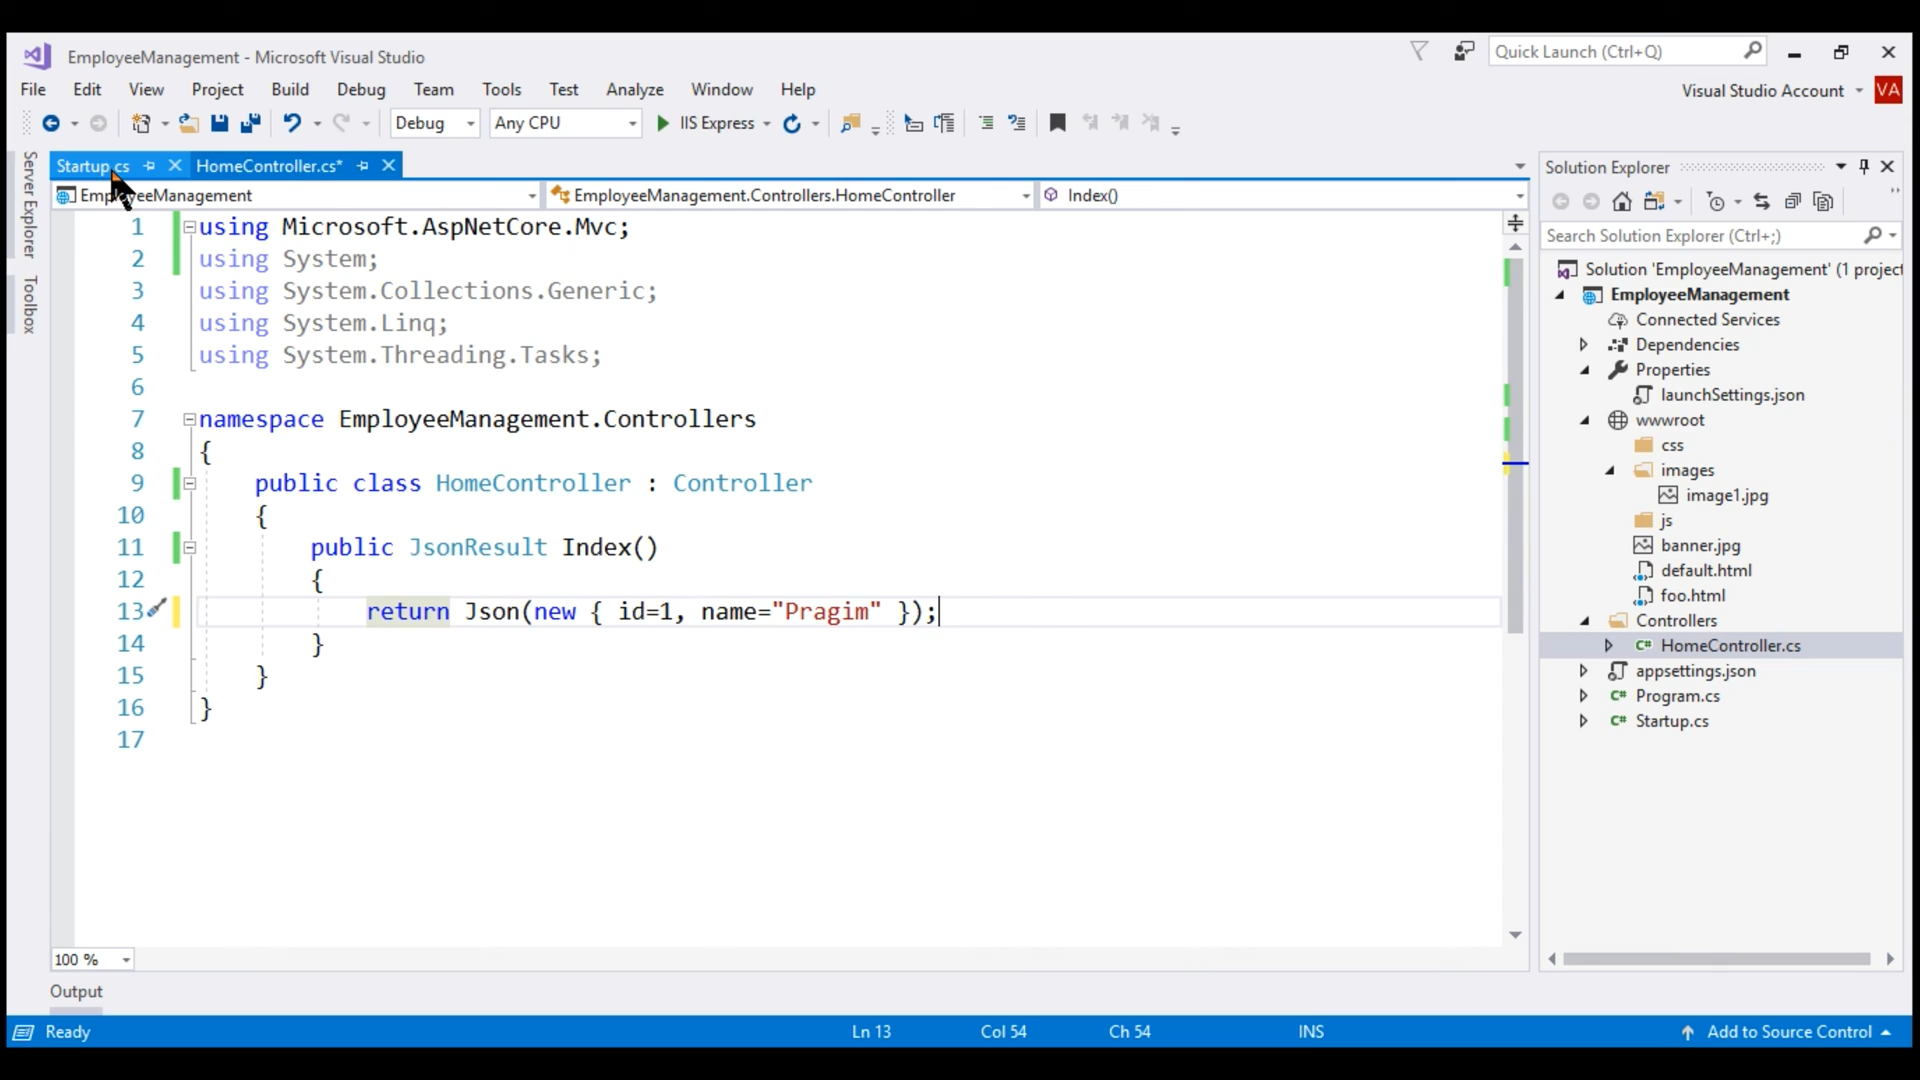 EmployeeManagement - Microsoft Visual Studio
Quick Launch (Ctrl+Q)
File Edit View Project Build Debug Team Tools Test Analyze Window Help
Visual Studio Account VA
Debug Any CPU IIS Express
Server Explorer
Toolbox
Startup.cs HomeController.cs*
EmployeeManagement EmployeeManagement.Controllers.HomeController Index()
1 using Microsoft.AspNetCore.Mvc;
2 using System;
3 using System.Collections.Generic;
4 using System.Linq;
5 using System.Threading.Tasks;
6
7 namespace EmployeeManagement.Controllers
8 {
9 public class HomeController : Controller
10 {
11 public JsonResult Index()
12 {
13 return Json(new { id=1, name="Pragim" });
14 }
15 }
16 }
17
100 %
Output
Solution Explorer
Search Solution Explorer (Ctrl+;)
Solution 'EmployeeManagement' (1 project
EmployeeManagement
Connected Services
Dependencies
Properties
launchSettings.json
wwwroot
css
images
image1.jpg
js
banner.jpg
default.html
foo.html
Controllers
C# HomeController.cs
appsettings.json
C# Program.cs
C# Startup.cs
Ready Ln 13 Col 54 Ch 54 INS Add to Source Control